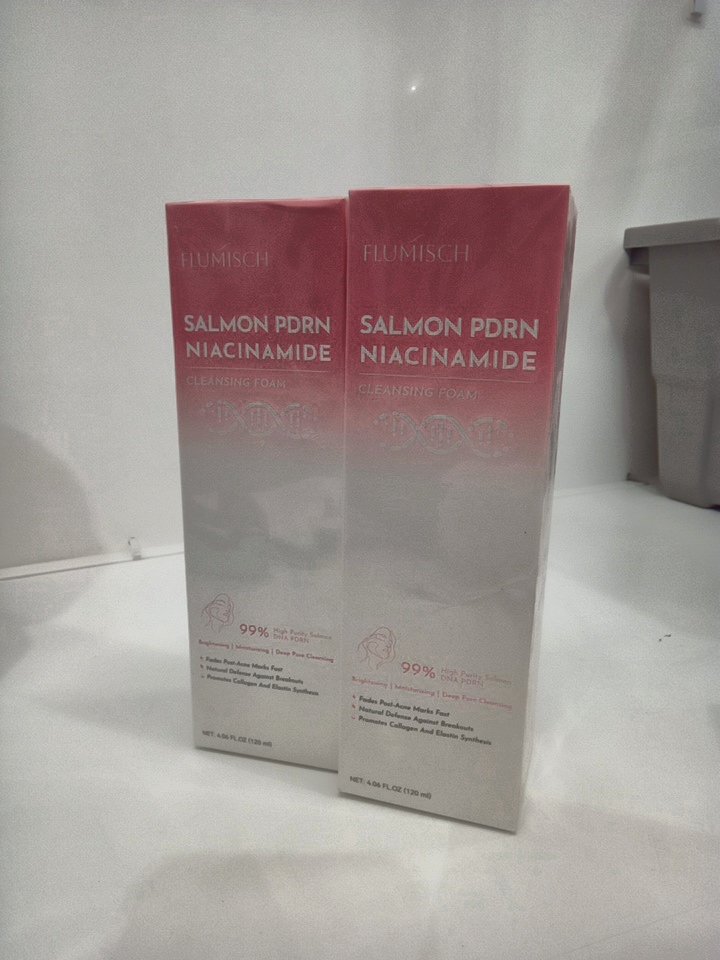 FLUMISCH
SALMON PDRN
NIACINAMIDE
CLEANSING FOAM
99% High Purity Salmon
DNA PDRN
Brightening | Moisturizing | Deep Pore Cleansing
Fades Post-Acne Marks Fast
Natural Defense Against Breakouts
Promotes Collagen And Elastin Synthesis
NET: 4.06 FL.OZ (120 ml)
FLUMISCH
SALMON PDRN
NIACINAMIDE
CLEANSING FOAM
99% High Purity Salmon
DNA PDRN
Brightening | Moisturizing | Deep Pore Cleansing
Fades Post-Acne Marks Fast
Natural Defense Against Breakouts
Promotes Collagen And Elastin Synthesis
NET: 4.06 FL.OZ (120 ml)